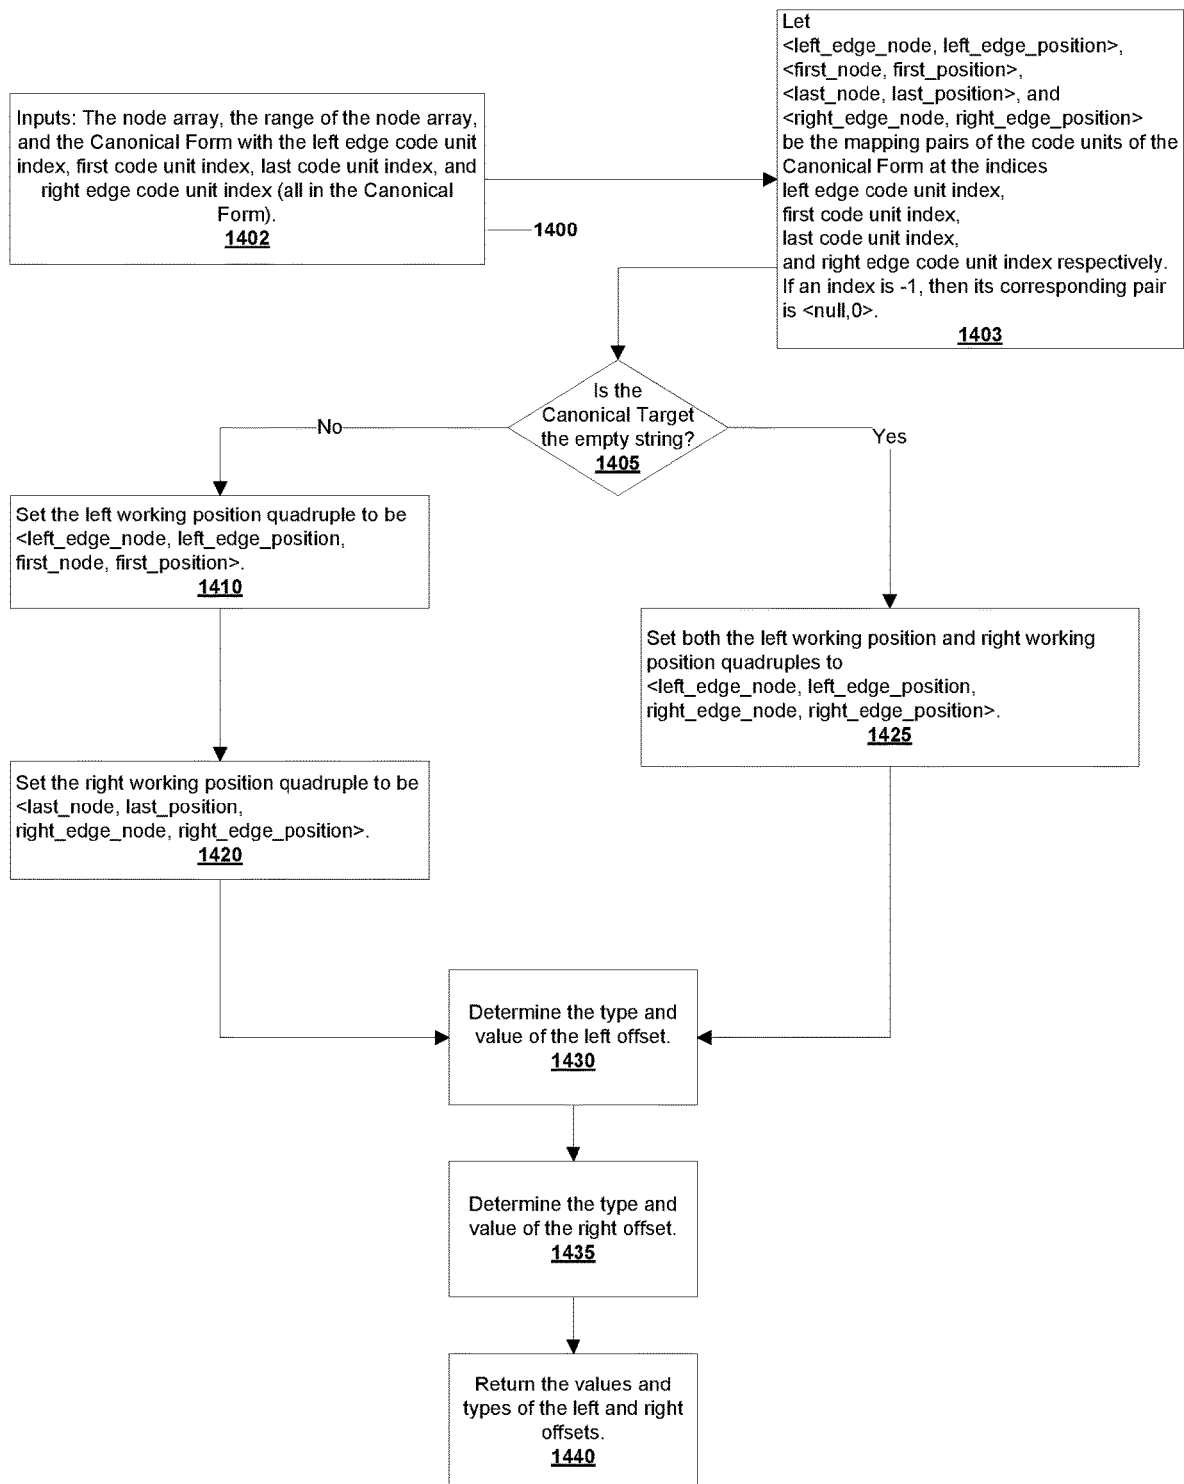 Inputs: The node array, the range of the node array,
and the Canonical Form with the left edge code unit
index, first code unit index, last code unit index, and
right edge code unit index (all in the Canonical
Form).
1402
1400
Let
<left_edge_node, left_edge_position>,
<first_node, first_position>,
<last_node, last_position>, and
<right_edge_node, right_edge_position>
be the mapping pairs of the code units of the
Canonical Form at the indices
left edge code unit index,
first code unit index,
last code unit index,
and right edge code unit index respectively.
If an index is -1, then its corresponding pair
is <null,0>.
1403
Is the
Canonical Target
the empty string?
1405
No
Yes
Set the left working position quadruple to be
<left_edge_node, left_edge_position,
first_node, first_position>.
1410
Set both the left working position and right working
position quadruples to
<left_edge_node, left_edge_position,
right_edge_node, right_edge_position>.
1425
Set the right working position quadruple to be
<last_node, last_position,
right_edge_node, right_edge_position>.
1420
Determine the type and
value of the left offset.
1430
Determine the type and
value of the right offset.
1435
Return the values and
types of the left and right
offsets.
1440